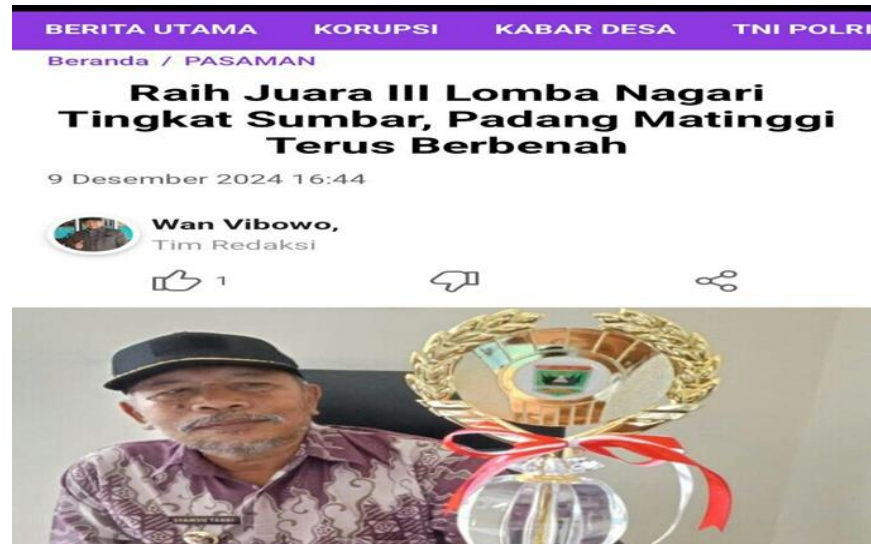 BERITA UTAMA KORUPSI KABAR DESA TNI POLRI
Beranda / PASAMAN
Raih Juara III Lomba Nagari
Tingkat Sumbar, Padang Matinggi
Terus Berbenah
9 Desember 2024 16:44
Wan Vibowo,
Tim Redaksi
1